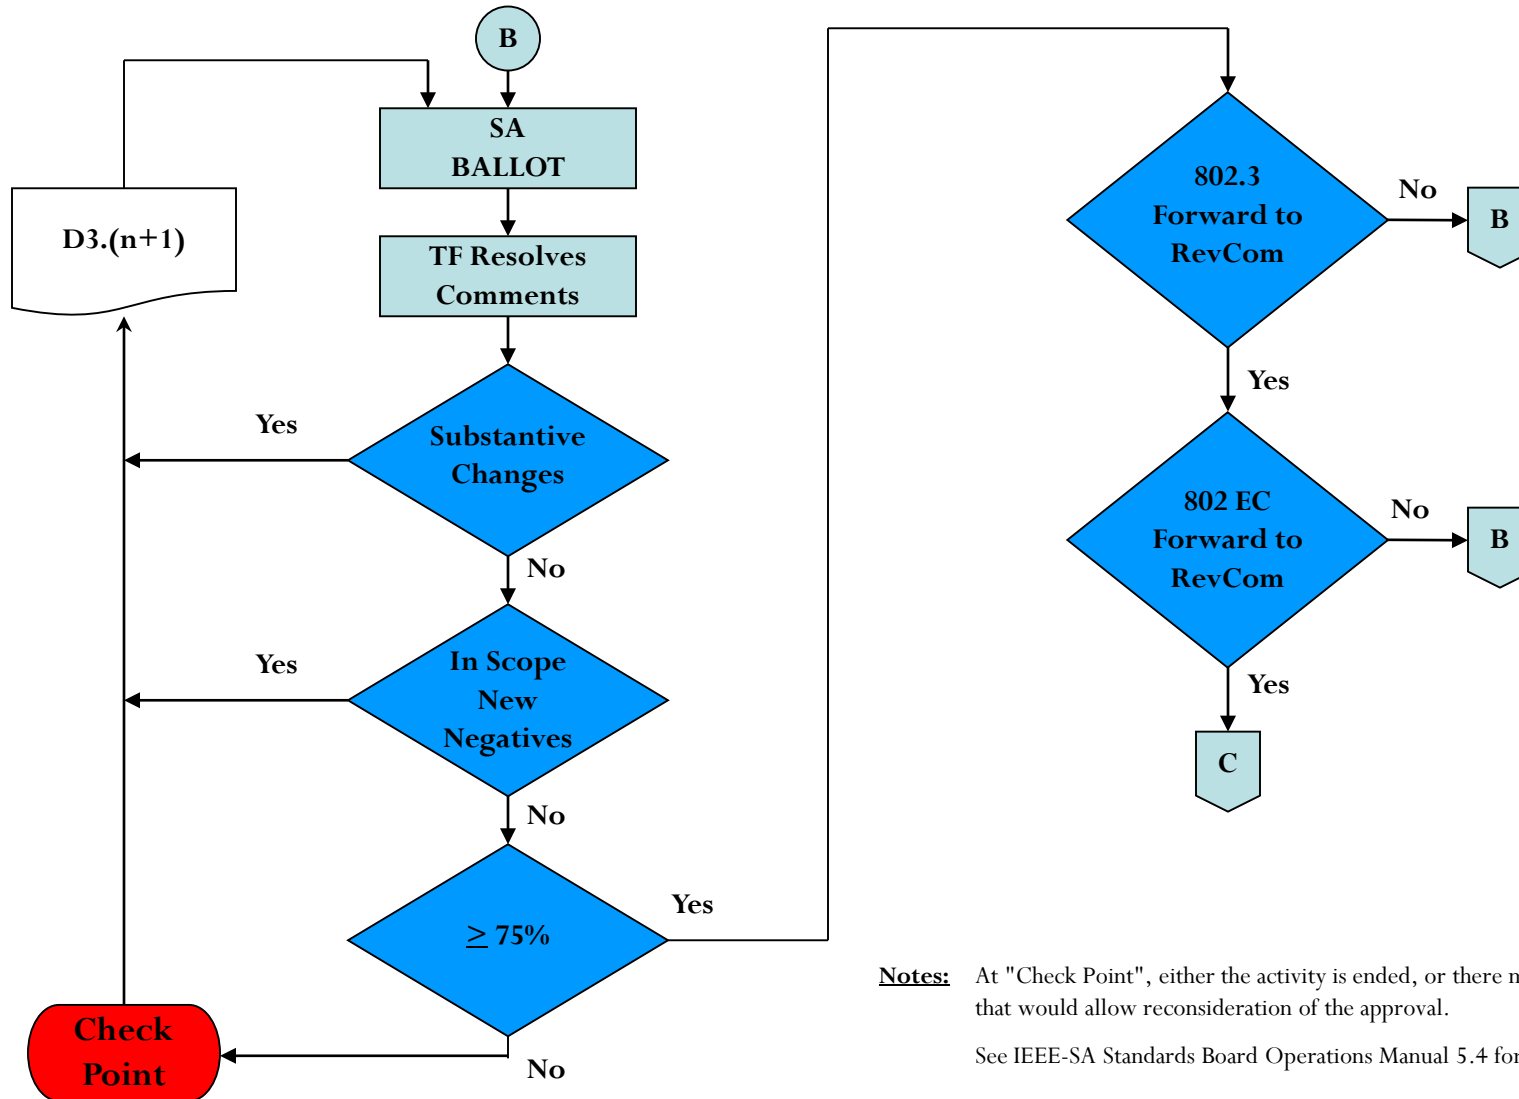 B
SA
BALLOT
D3.(n+1)
TF Resolves
Comments
Yes
Substantive
Changes
No
Yes
In Scope
New
Negatives
No
≥ 75%
Yes
Check
Point
No
802.3
Forward to
RevCom
No
B
Yes
802 EC
Forward to
RevCom
No
B
Yes
C
Notes: At "Check Point", either the activity is ended, or there
that would allow reconsideration of the approval.
See IEEE-SA Standards Board Operations Manual 5.4 for